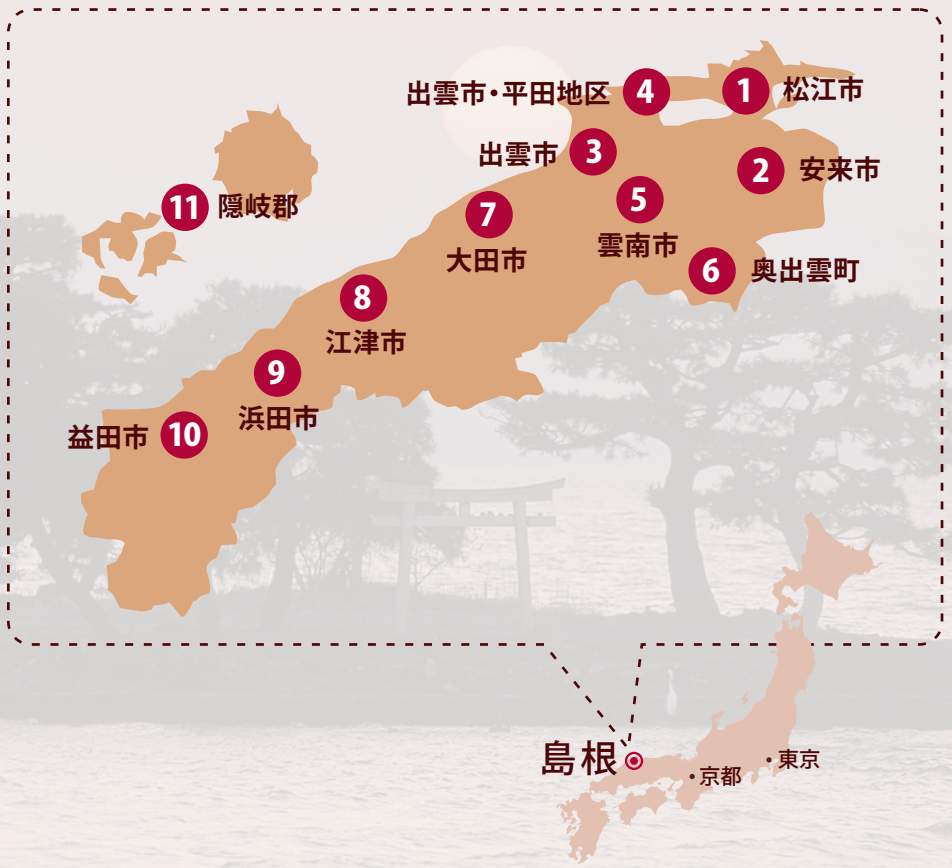 出雲市・平田地区 4
1 松江市
出雲市 3
2 安来市
5
雲南市
6 奥出雲町
7
大田市
11 隠岐郡
8
江津市
9
浜田市
益田市 10
島根
京都
東京